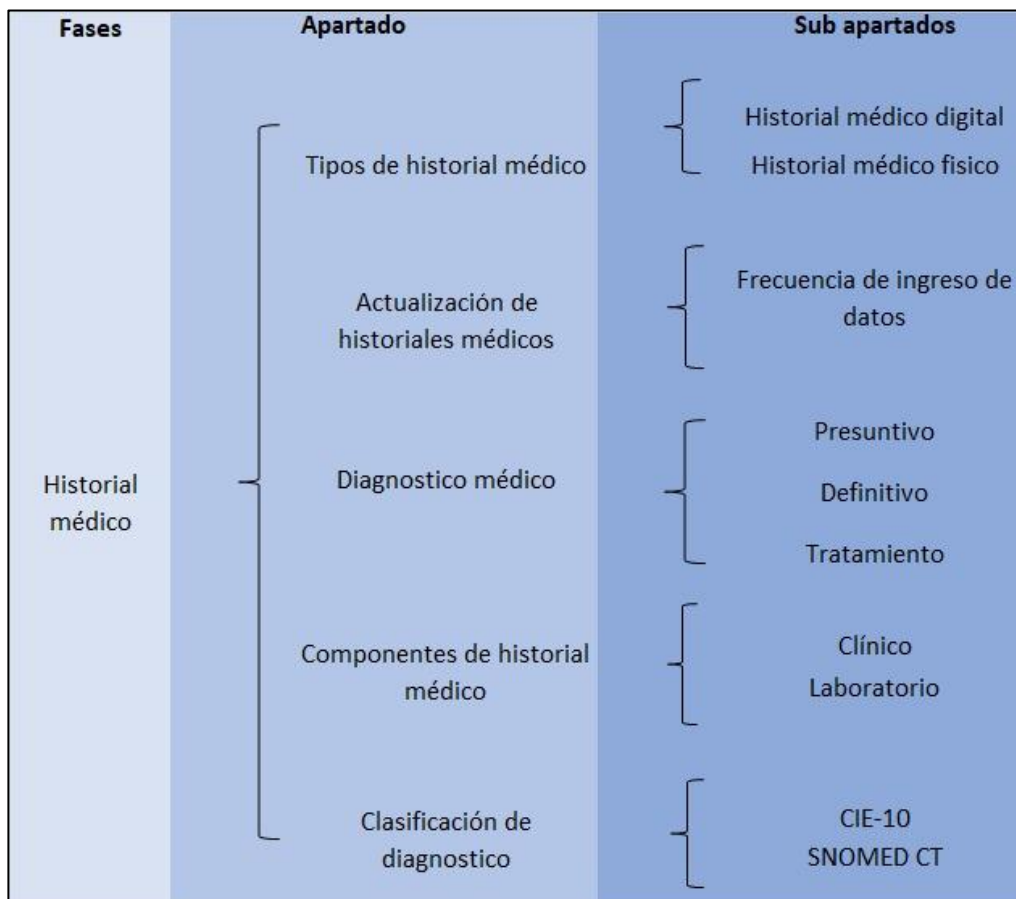 Fases
Apartado
Sub apartados
Historial
médico
Tipos de historial médico
Historial médico digital
Historial médico fisico
Actualización de
historiales médicos
Frecuencia de ingreso de
datos
Diagnostico médico
Presuntivo
Definitivo
Tratamiento
Componentes de historial
médico
Clínico
Laboratorio
Clasificación de
diagnostico
CIE-10
SNOMED CT